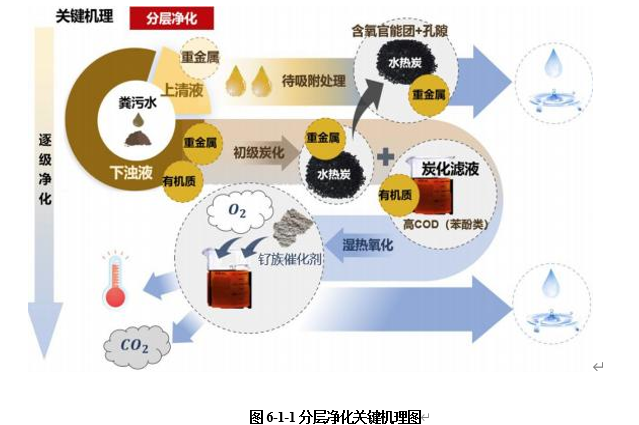 关键机理
分层净化
重金属
上清液
粪污水
下浊液
重金属
有机质
待吸附处理
含氧官能团+孔隙
水热炭
重金属
初级炭化
重金属
水热炭
+
炭化滤液
有机质
高COD（苯酚类）
逐级净化
O₂
钌族催化剂
湿热氧化
CO₂
图 6-1-1 分层净化关键机理图